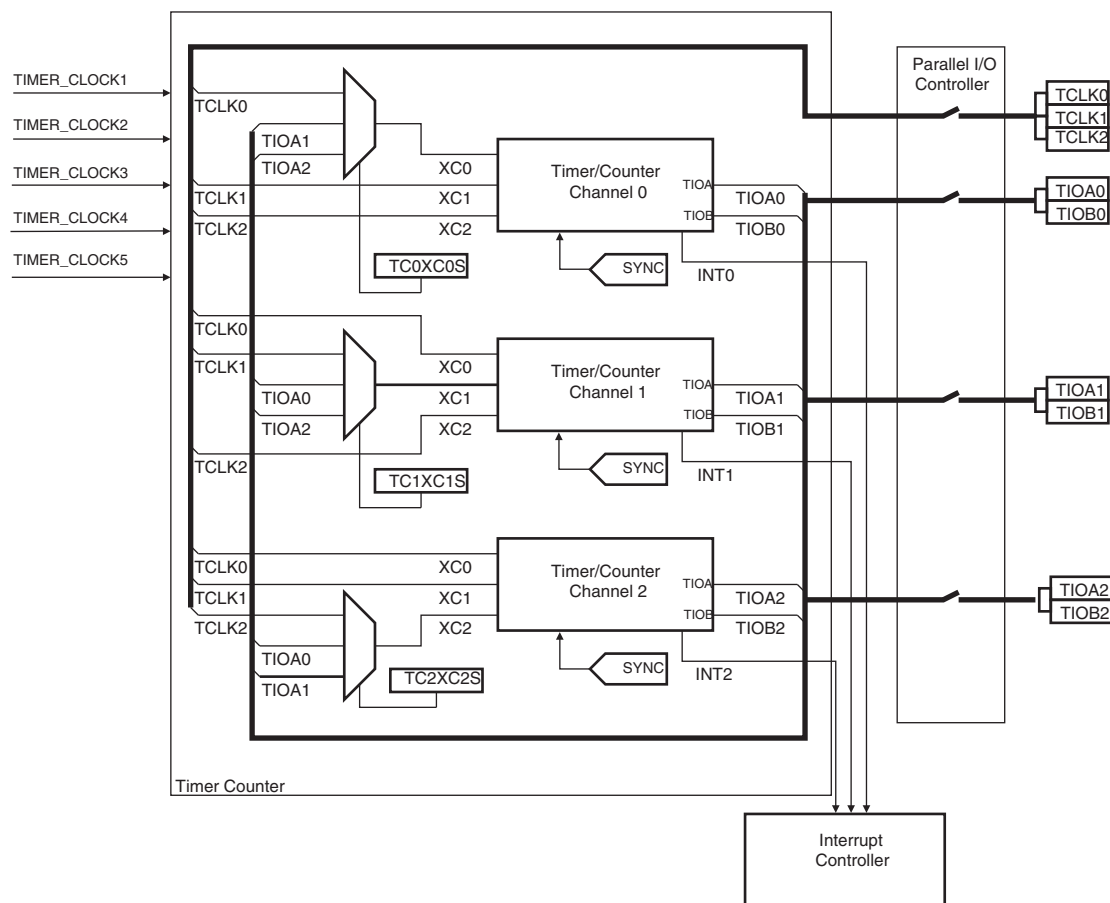 TIMER_CLOCK1
TIMER_CLOCK2
TIMER_CLOCK3
TIMER_CLOCK4
TIMER_CLOCK5
TCLK0
TIOA1
TIOA2
TCLK1
TCLK2
XC0
XC1
XC2
TC0XC0S
Timer/Counter
Channel 0
TIOA
TIOB
TIOA0
TIOB0
SYNC
INT0
TCLK0
TCLK1
TIOA0
TIOA2
TCLK2
XC0
XC1
XC2
TC1XC1S
Timer/Counter
Channel 1
TIOA
TIOB
TIOA1
TIOB1
SYNC
INT1
TCLK0
TCLK1
TCLK2
TIOA0
TIOA1
XC0
XC1
XC2
TC2XC2S
Timer/Counter
Channel 2
TIOA
TIOB
TIOA2
TIOB2
SYNC
INT2
Timer Counter
Parallel I/O
Controller
TCLK0
TCLK1
TCLK2
TIOA0
TIOB0
TIOA1
TIOB1
TIOA2
TIOB2
Interrupt
Controller